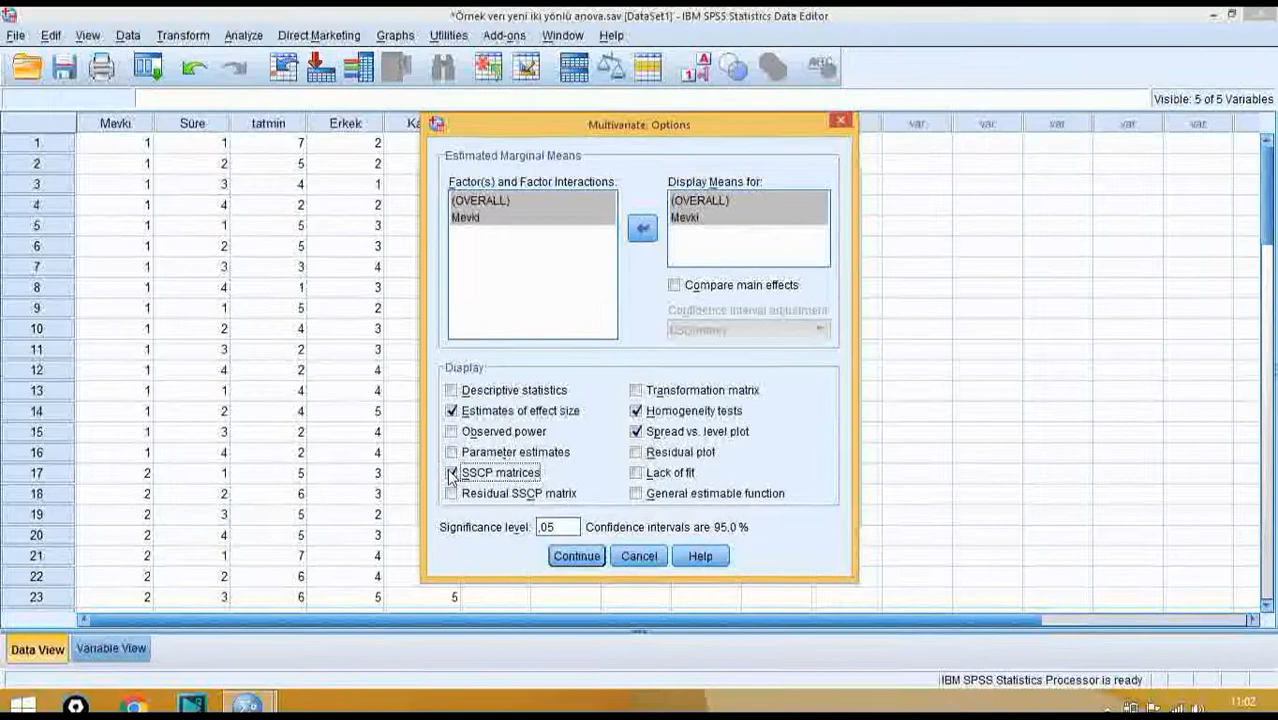 *Örnek veri yeni iki yönlü anova.sav [DataSet1] - IBM SPSS Statistics Data Editor
File Edit View Data Transform Analyze Direct Marketing Graphs Utilities Add-ons Window Help
Visible: 5 of 5 Variables
Mevki Süre tatmin Erkek Ka var var var var var
1 1 1 7 2
2 1 2 5 2
3 1 3 4 1
4 1 4 2 2
5 1 1 5 3
6 1 2 5 3
7 1 3 3 4
8 1 4 1 3
9 1 1 5 2
10 1 2 4 3
11 1 3 2 3
12 1 4 2 4
13 1 1 4 4
14 1 2 4 5
15 1 3 2 4
16 1 4 2 4
17 2 1 5 3
18 2 2 6 3
19 2 3 5 2
20 2 4 5 3
21 2 1 7 4
22 2 2 6 4
23 2 3 6 5 5
Multivariate: Options
Estimated Marginal Means
Factor(s) and Factor Interactions:
(OVERALL)
Mevki
Display Means for:
(OVERALL)
Mevki
Compare main effects
Confidence interval adjustment:
Display
Descriptive statistics
Estimates of effect size
Observed power
Parameter estimates
SSCP matrices
Residual SSCP matrix
Transformation matrix
Homogeneity tests
Spread vs. level plot
Residual plot
Lack of fit
General estimable function
Significance level: .05 Confidence intervals are 95.0 %
Continue Cancel Help
Data View Variable View
IBM SPSS Statistics Processor is ready
11:02